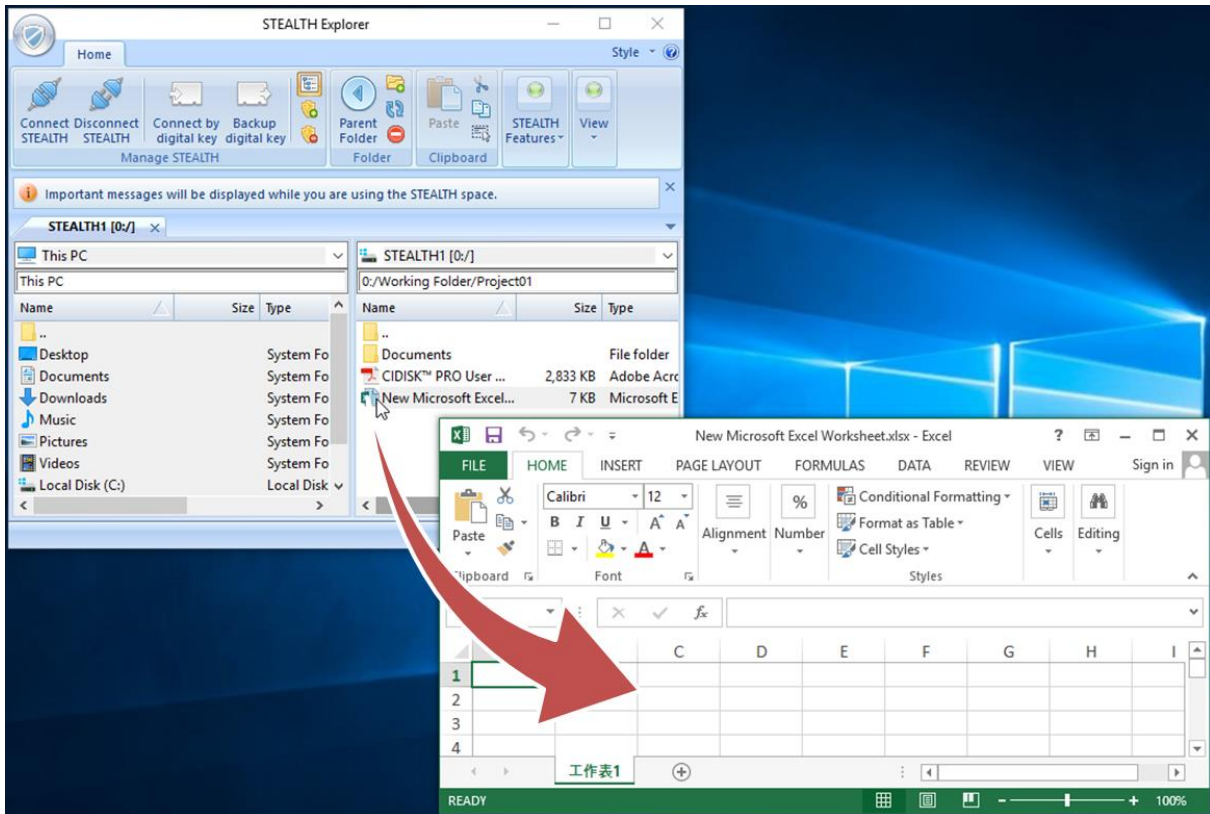 STEALTH Explorer
Home
Style
Connect STEALTH
Disconnect STEALTH
Connect by digital key
Backup digital key
Parent Folder
Paste
STEALTH Features
View
Manage STEALTH
Folder
Clipboard
Important messages will be displayed while you are using the STEALTH space.
STEALTH1 [0:/]
This PC
This PC
Name Size Type
..
Desktop System Fo
Documents System Fo
Downloads System Fo
Music System Fo
Pictures System Fo
Videos System Fo
Local Disk (C:) Local Disk
STEALTH1 [0:/]
0:/Working Folder/Project01
Name Size Type
..
Documents File folder
CIDISK™ PRO User ... 2,833 KB Adobe Acrc
New Microsoft Excel... 7 KB Microsoft E
New Microsoft Excel Worksheet.xlsx - Excel
FILE HOME INSERT PAGE LAYOUT FORMULAS DATA REVIEW VIEW Sign in
Calibri 12
Paste
B I U A A
A
Alignment
Number
%
Conditional Formatting
Format as Table
Cell Styles
Cells
Editing
Clipboard Font Styles
fx
C D E F G H I
1
2
3
4
工作表1
READY 100%